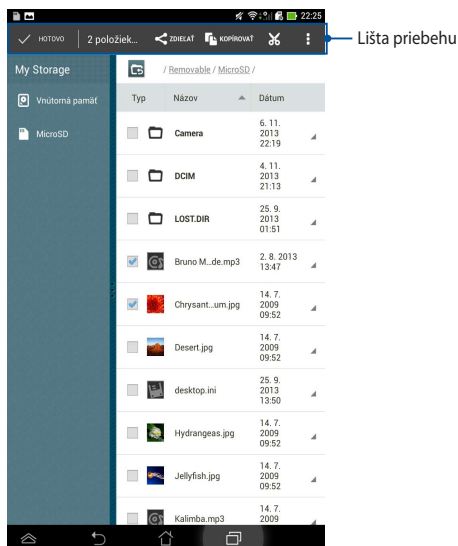 22:25
HOTOVO 2 polož­iek... ZDIEĽAŤ KOPÍROVAŤ
Lišta priebehu
My Storage
/ Removable / MicroSD /
Vnútorná pamäť
MicroSD
Typ Názov Dátum
Camera 6. 11. 2013 22:19
DCIM 4. 11. 2013 21:13
LOST.DIR 25. 9. 2013 01:51
Bruno M...de.mp3 2. 8. 2013 13:47
Chrysant...um.jpg 14. 7. 2009 09:52
Desert.jpg 14. 7. 2009 09:52
desktop.ini 25. 9. 2013 13:50
Hydrangeas.jpg 14. 7. 2009 09:52
Jellyfish.jpg 14. 7. 2009 09:52
Kalimba.mp3 14. 7. 2009